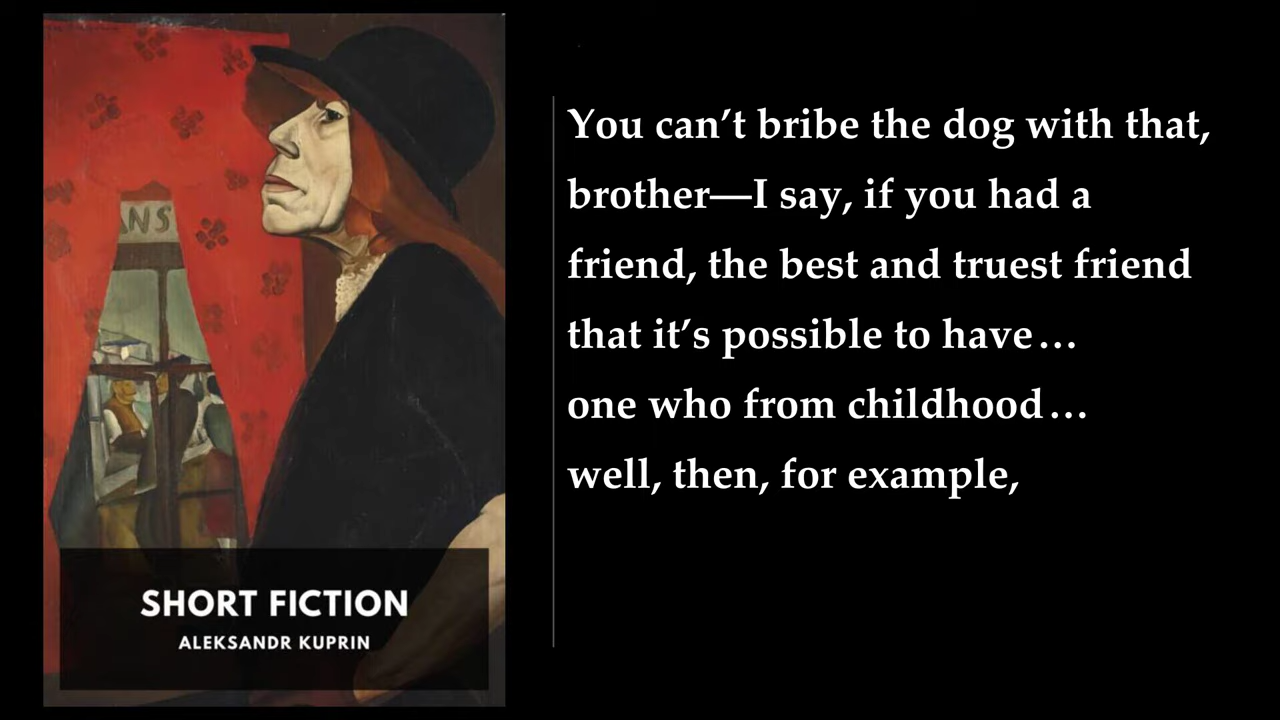 You can’t bribe the dog with that,
brother—I say, if you had a
friend, the best and truest friend
that it’s possible to have…
one who from childhood…
well, then, for example,
ANS
SHORT FICTION
ALEKSANDR KUPRIN